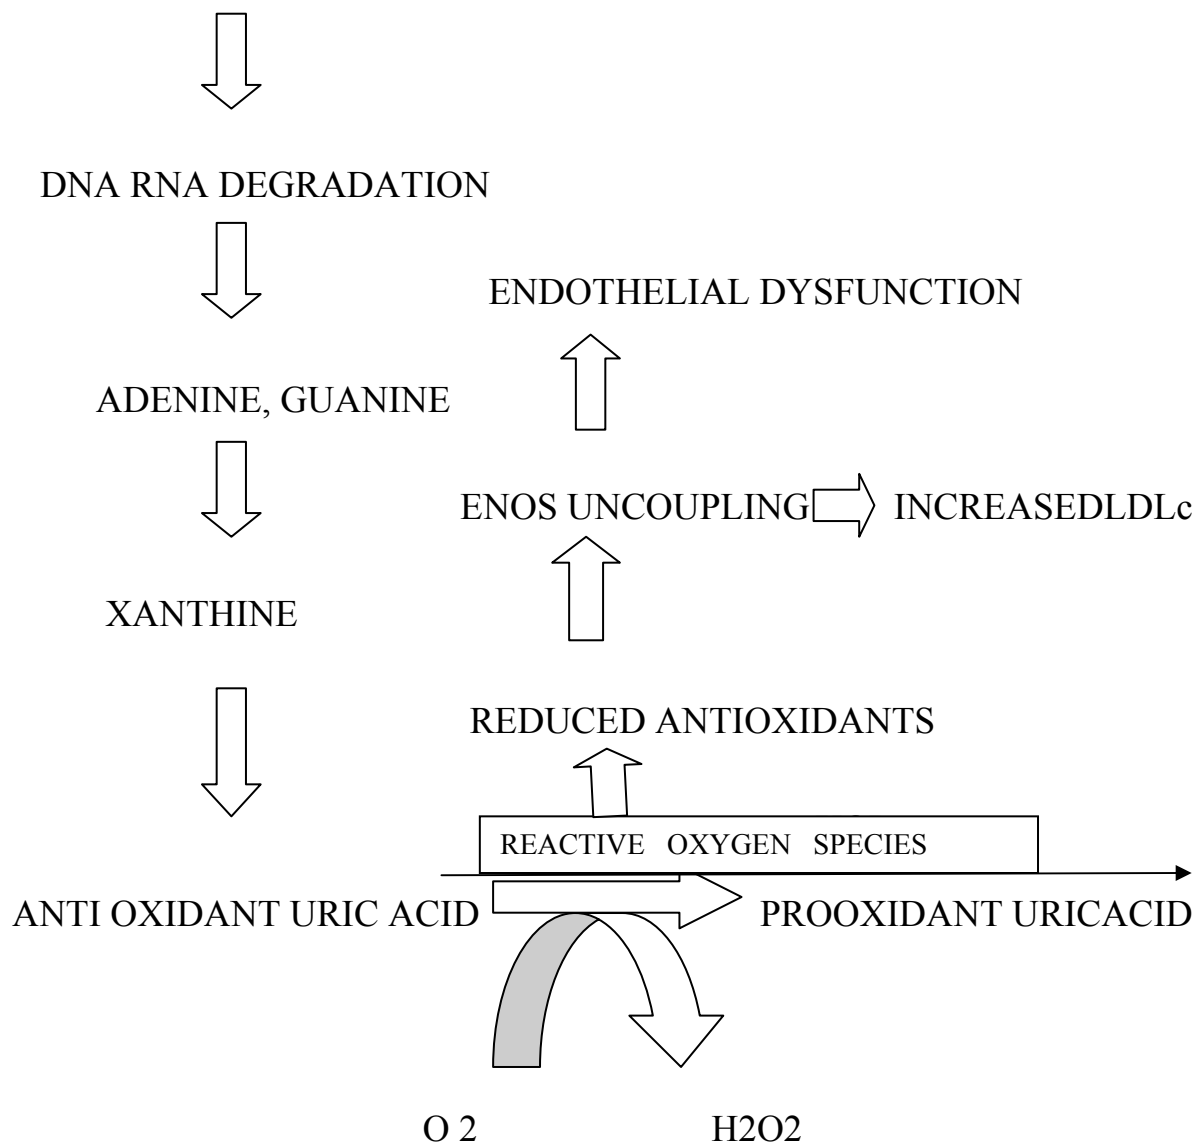 DNA RNA DEGRADATION
ENDOTHELIAL DYSFUNCTION
ADENINE, GUANINE
ENOS UNCOUPLING
INCREASEDLDLc
XANTHINE
REDUCED ANTIOXIDANTS
REACTIVE OXYGEN SPECIES
ANTI OXIDANT URIC ACID
PROOXIDANT URICACID
O 2
H2O2